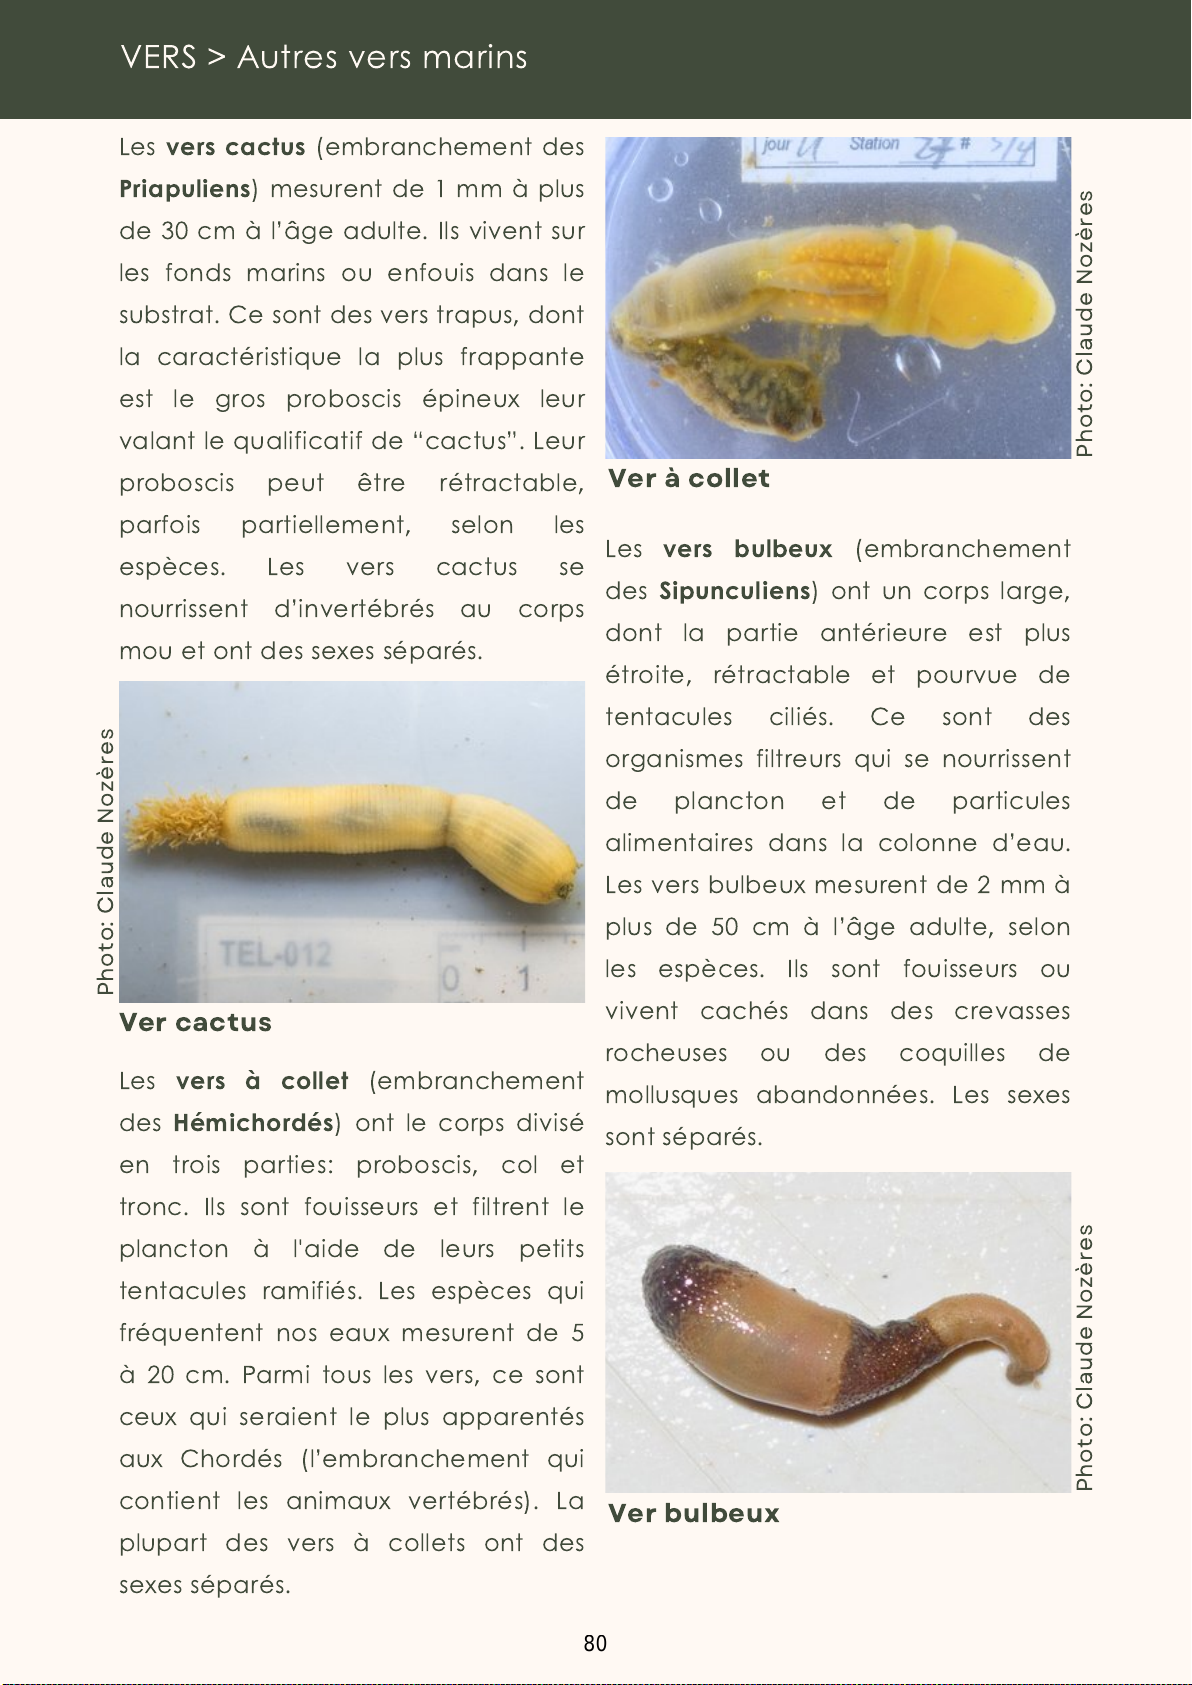 VERS > Autres vers marins
Les vers cactus (embranchement des
Priapuliens) mesurent de 1 mm à plus
de 30 cm à l’âge adulte. Ils vivent sur
les fonds marins ou enfouis dans le
substrat. Ce sont des vers trapus, dont
la caractéristique la plus frappante
est le gros proboscis épineux leur
valant le qualificatif de “cactus”. Leur
proboscis peut être rétractable,
parfois partiellement, selon les
espèces. Les vers cactus se
nourrissent d’invertébrés au corps
mou et ont des sexes séparés.
Photo: Claude Nozères
TEL-012
0 1
Ver cactus
Les vers à collet (embranchement
des Hémichordés) ont le corps divisé
en trois parties: proboscis, col et
tronc. Ils sont fouisseurs et filtrent le
plancton à l'aide de leurs petits
tentacules ramifiés. Les espèces qui
fréquentent nos eaux mesurent de 5
à 20 cm. Parmi tous les vers, ce sont
ceux qui seraient le plus apparentés
aux Chordés (l’embranchement qui
contient les animaux vertébrés). La
plupart des vers à collets ont des
sexes séparés.
jour Station 27 #
Photo: Claude Nozères
Ver à collet
Les vers bulbeux (embranchement
des Sipunculiens) ont un corps large,
dont la partie antérieure est plus
étroite, rétractable et pourvue de
tentacules ciliés. Ce sont des
organismes filtreurs qui se nourrissent
de plancton et de particules
alimentaires dans la colonne d’eau.
Les vers bulbeux mesurent de 2 mm à
plus de 50 cm à l’âge adulte, selon
les espèces. Ils sont fouisseurs ou
vivent cachés dans des crevasses
rocheuses ou des coquilles de
mollusques abandonnées. Les sexes
sont séparés.
Photo: Claude Nozères
Ver bulbeux
80